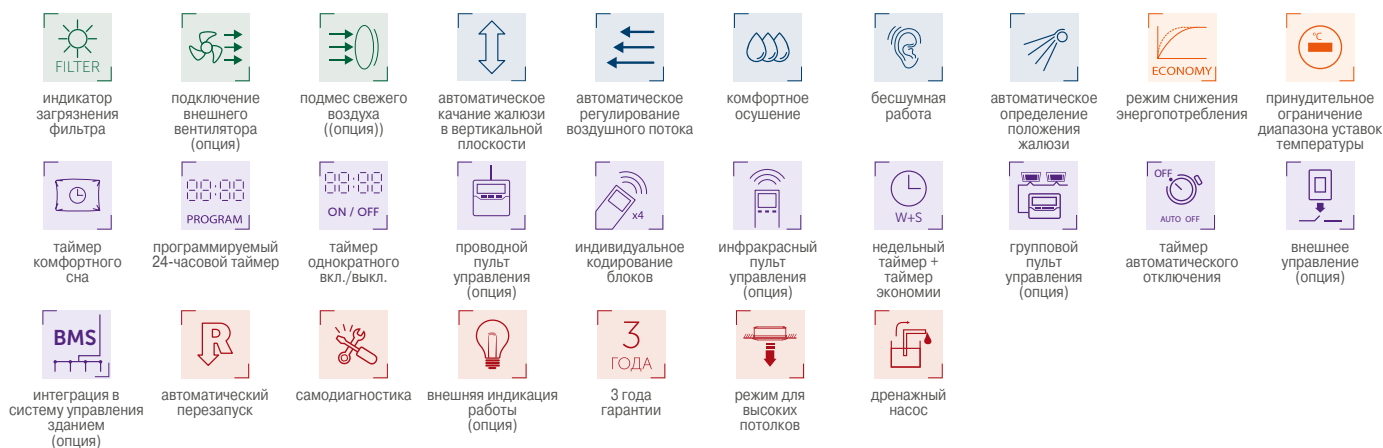 FILTER
индикатор
загрязнения
фильтра
подключение
внешнего
вентилятора
(опция)
подмес свежего
воздуха
((опция))
автоматическое
качание жалюзи
в вертикальной
плоскости
автоматическое
регулирование
воздушного потока
комфортное
осушение
бесшумная
работа
автоматическое
определение
положения
жалюзи
ECONOMY
режим снижения
энергопотребления
°C
принудительное
ограничение
диапазона уставок
температуры
таймер
комфортного
сна
88:88
PROGRAM
программируемый
24-часовой таймер
88:88
ON / OFF
таймер
однократного
вкл./выкл.
проводной
пульт
управления
(опция)
x4
индивидуальное
кодирование
блоков
инфракрасный
пульт
управления
(опция)
W+S
недельный
таймер +
таймер
экономии
групповой
пульт
управления
(опция)
OFF
AUTO OFF
таймер
автоматического
отключения
внешнее
управление
(опция)
BMS
интеграция в
систему управления
зданием
(опция)
R
автоматический
перезапуск
самодиагностика
внешняя индикация
работы
(опция)
3
ГОДА
3 года
гарантии
режим для
высоких
потолков
дренажный
насос